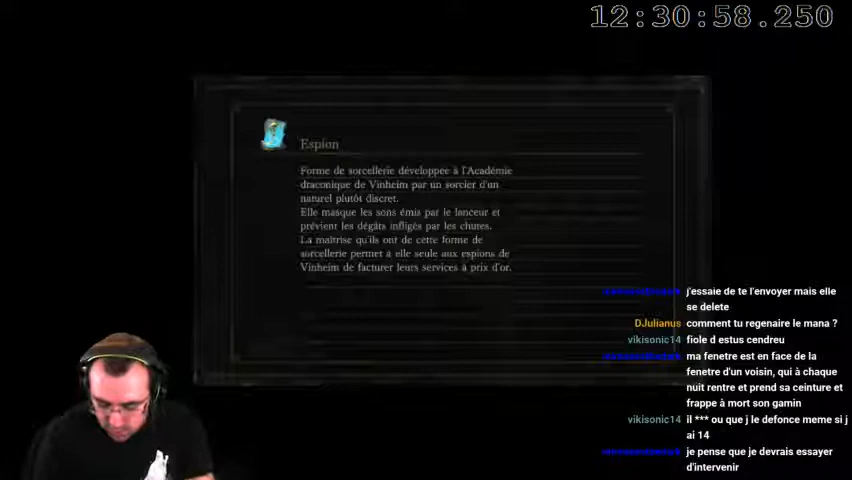 12:30:58.250
Espion
Forme de sorcellerie développée à l'Académie
draconique de Vinheim par un sorcier d'un
naturel plutôt discret.
Elle masque les sons émis par le lanceur et
prévient les dégâts infligés par les chutes.
La maîtrise qu'ils ont de cette forme de
sorcellerie permet à elle seule aux espions de
Vinheim de facturer leurs services à prix d'or.
j'essaie de te l'envoyer mais elle
se delete
DJulianus comment tu regenaire le mana ?
vikisonic14 fiole d estus cendreu
ma fenetre est en face de la
fenetre d'un voisin, qui à chaque
nuit rentre et prend sa ceinture et
frappe à mort son gamin
vikisonic14 il *** ou que j le defonce meme si j
ai 14
je pense que je devrais essayer
d'intervenir